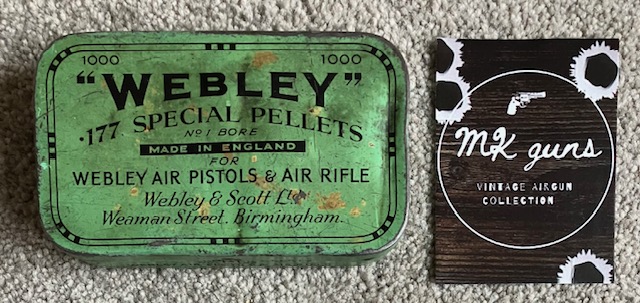 1000 1000
"WEBLEY"
.177 SPECIAL PELLETS
No 1 BORE
MADE IN ENGLAND
FOR
WEBLEY AIR PISTOLS & AIR RIFLE
Webley & Scott Ltd
Weaman Street. Birmingham.
MK guns
VINTAGE AIRGUN
COLLECTION